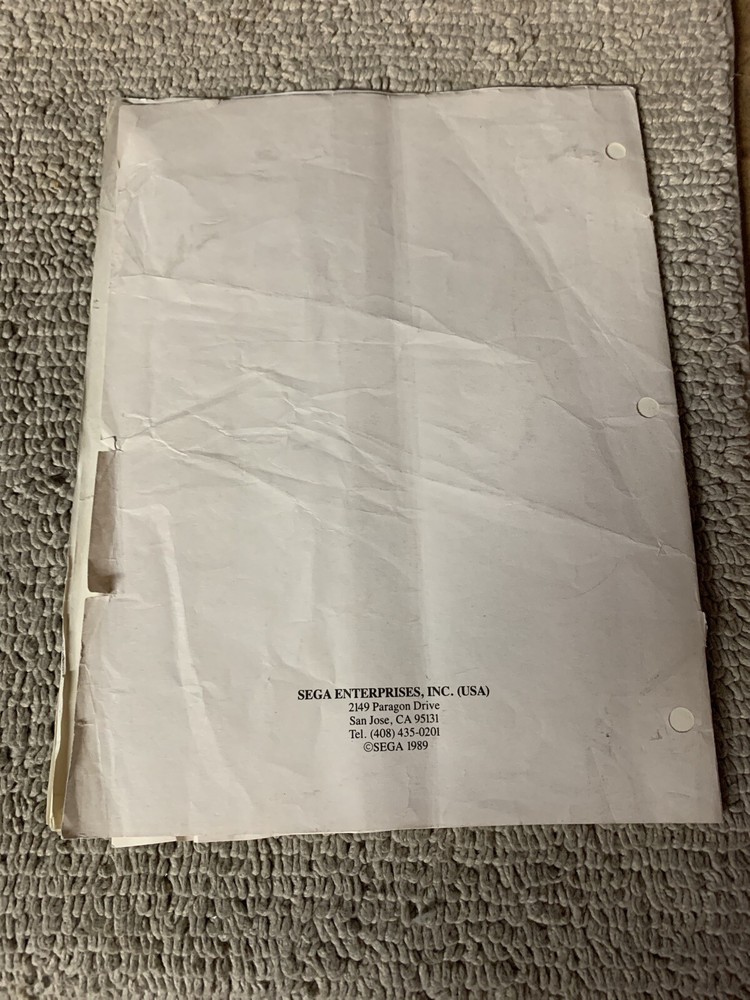 SEGA ENTERPRISES, INC. (USA)
2149 Paragon Drive
San Jose, CA 95131
Tel. (408) 435-0201
©SEGA 1989